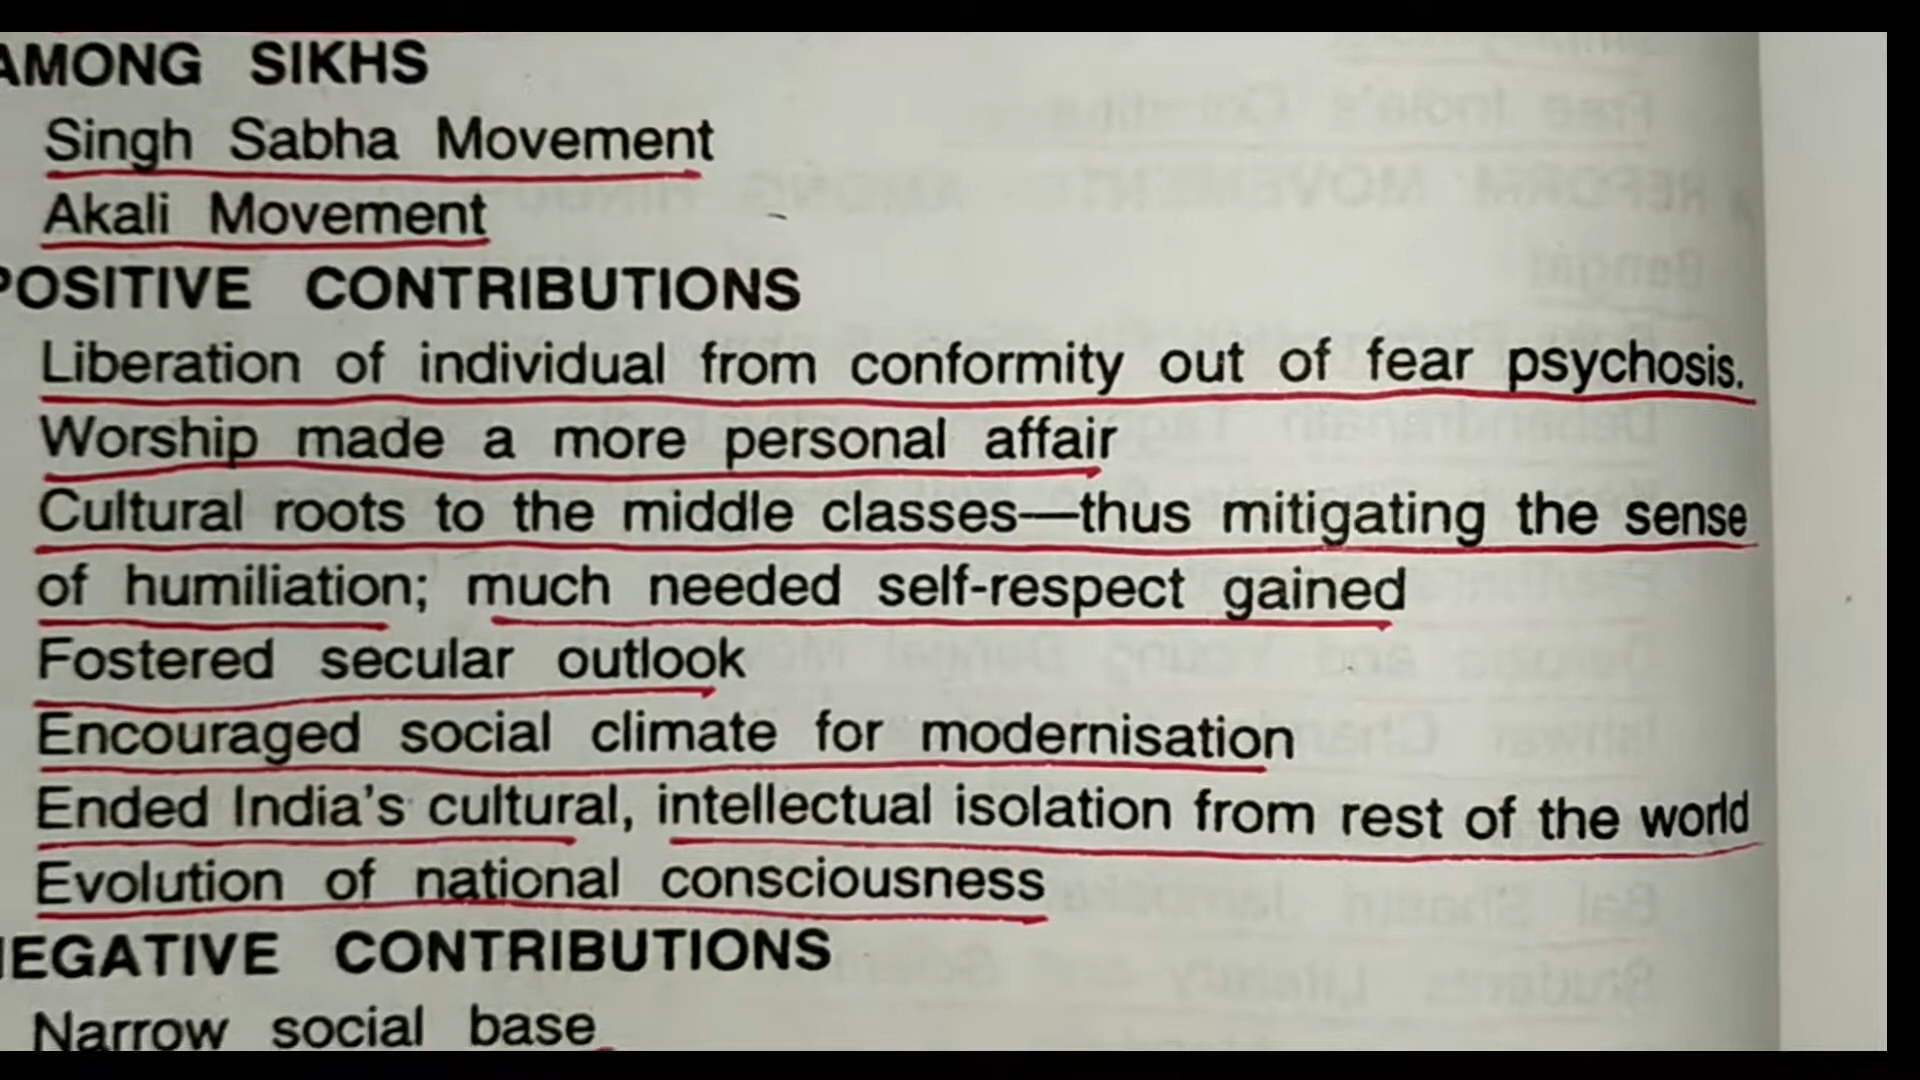 AMONG SIKHS
Singh Sabha Movement
Akali Movement
POSITIVE CONTRIBUTIONS
Liberation of individual from conformity out of fear psychosis.
Worship made a more personal affair
Cultural roots to the middle classes—thus mitigating the sense
of humiliation; much needed self-respect gained
Fostered secular outlook
Encouraged social climate for modernisation
Ended India's cultural, intellectual isolation from rest of the world
Evolution of national consciousness
NEGATIVE CONTRIBUTIONS
Narrow social base